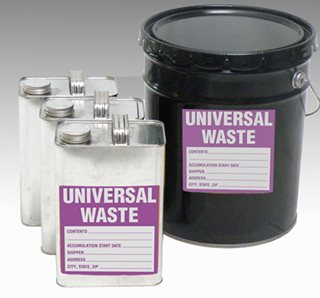 UNIVERSAL
WASTE
CONTENTS
ACCUMULATION START DATE
SHIPPER
ADDRESS
CITY, STATE, ZIP
UNIVERSAL
WASTE
CONTENTS
ACCUMULATION START DATE
SHIPPER
ADDRESS
CITY, STATE, ZIP